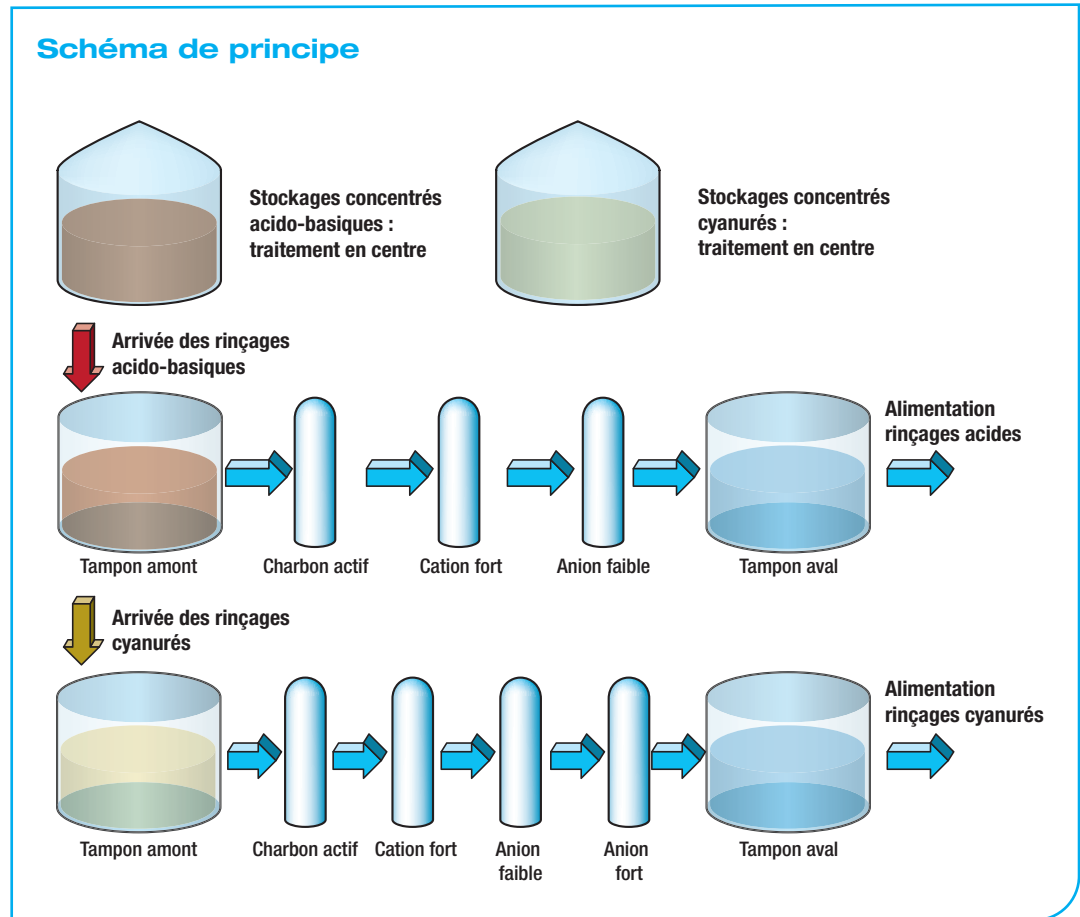 Schéma de principe
Stockages concentrés
acido-basiques :
traitement en centre
Stockages concentrés
cyanurés :
traitement en centre
Arrivée des rinçages
acido-basiques
Alimentation
rinçages acides
Tampon amont
Charbon actif
Cation fort
Anion faible
Tampon aval
Arrivée des rinçages
cyanurés
Alimentation
rinçages cyanurés
Tampon amont
Charbon actif
Cation fort
Anion
faible
Anion
fort
Tampon aval